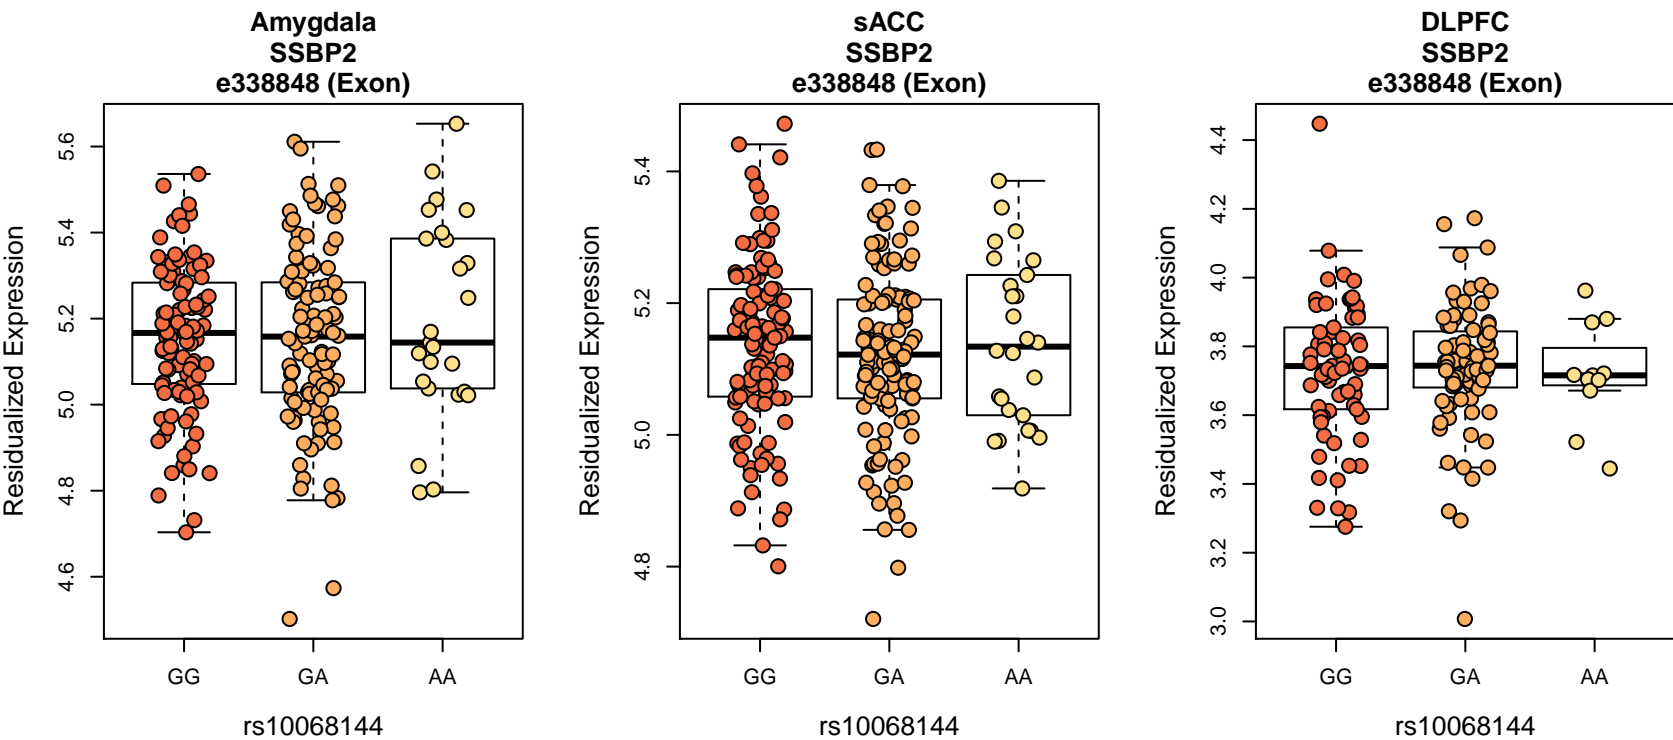 Amygdala
SSBP2
e338848 (Exon)
Residualized Expression
5.6
5.4
5.2
5.0
4.8
4.6
GG GA AA
rs10068144
sACC
SSBP2
e338848 (Exon)
Residualized Expression
5.4
5.2
5.0
4.8
GG GA AA
rs10068144
DLPFC
SSBP2
e338848 (Exon)
Residualized Expression
4.4
4.2
4.0
3.8
3.6
3.4
3.2
3.0
GG GA AA
rs10068144